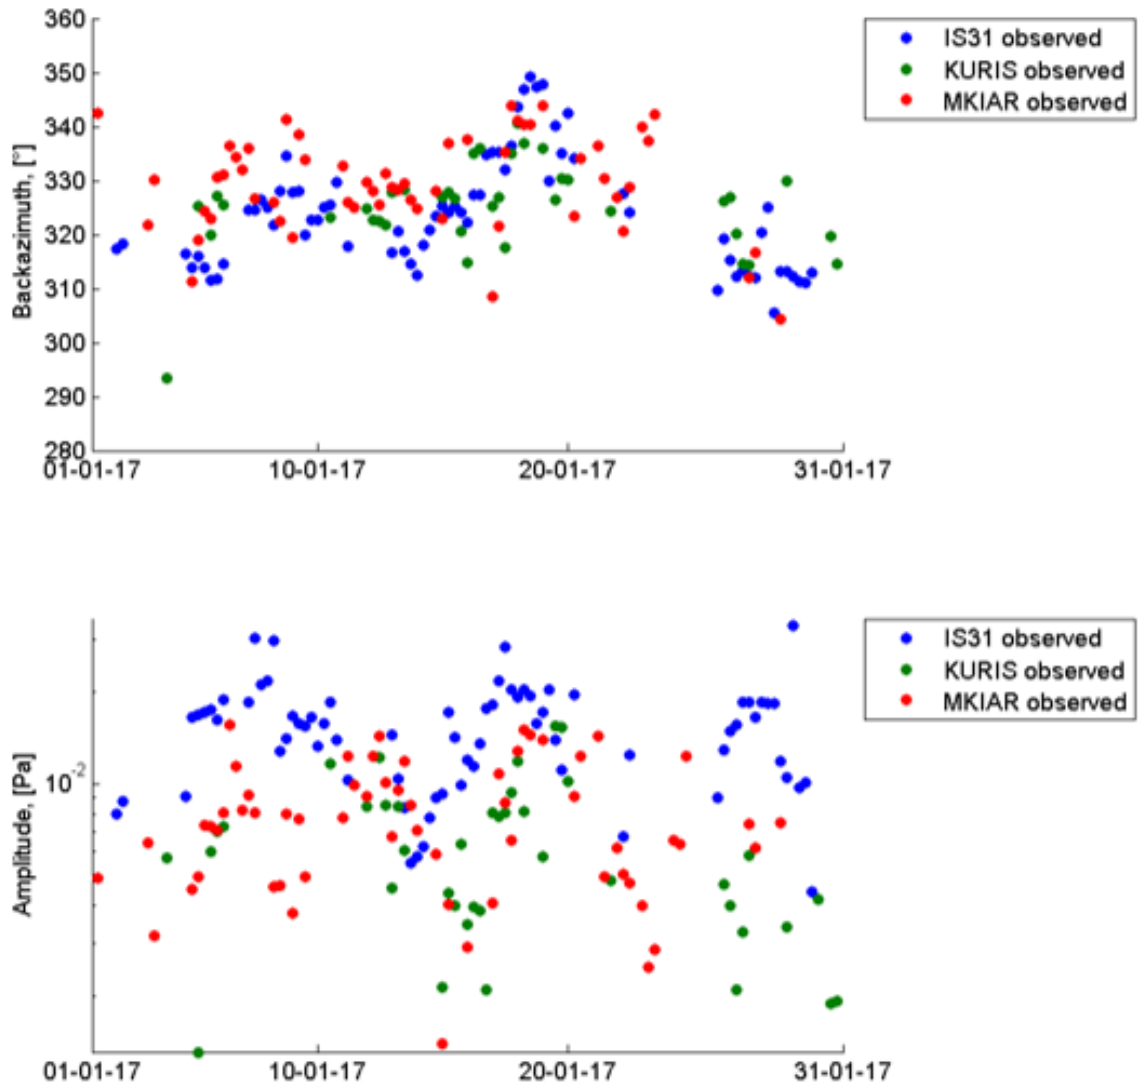 360
350
340
330
320
310
300
290
280
Backazimuth, [°]
01-01-17
10-01-17
20-01-17
31-01-17
IS31 observed
KURIS observed
MKIAR observed
10-2
Amplitude, [Pa]
01-01-17
10-01-17
20-01-17
31-01-17
IS31 observed
KURIS observed
MKIAR observed